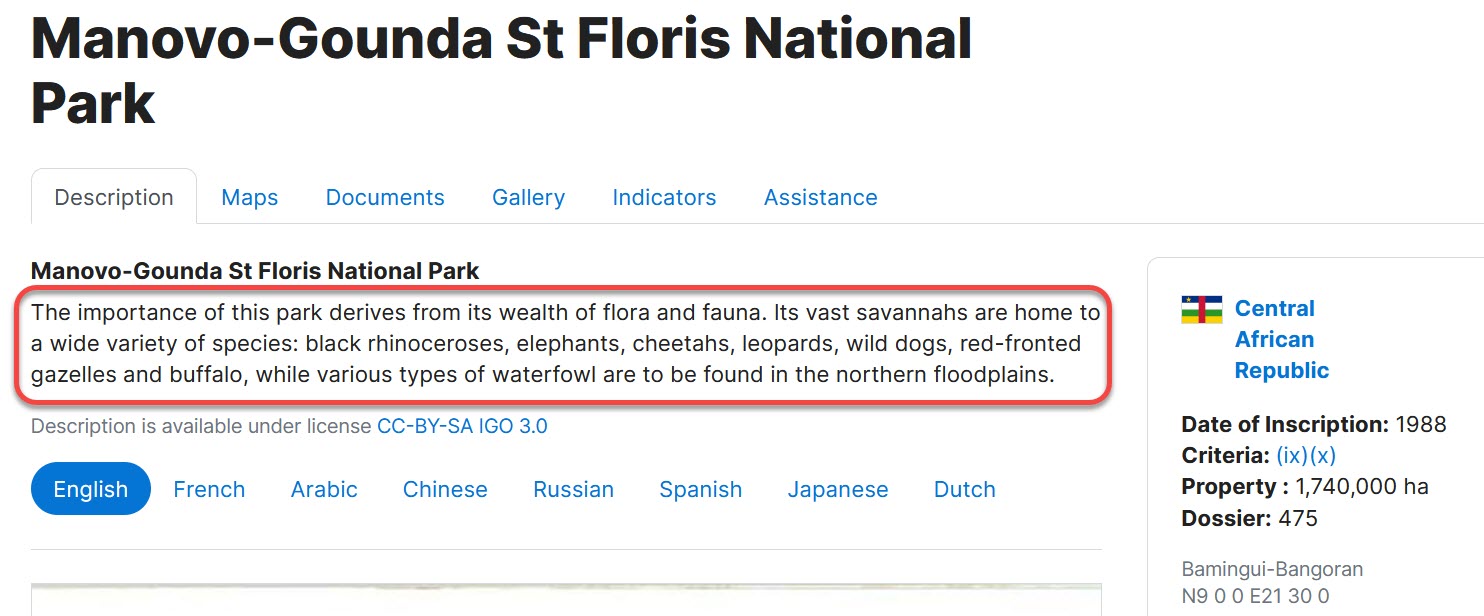 Manovo-Gounda St Floris National
Park
Description
Maps
Documents
Gallery
Indicators
Assistance
Manovo-Gounda St Floris National Park
The importance of this park derives from its wealth of flora and fauna. Its vast savannahs are home to
a wide variety of species: black rhinoceroses, elephants, cheetahs, leopards, wild dogs, red-fronted
gazelles and buffalo, while various types of waterfowl are to be found in the northern floodplains.
Description is available under license CC-BY-SA IGO 3.0
English
French
Arabic
Chinese
Russian
Spanish
Japanese
Dutch
Central
African
Republic
Date of Inscription: 1988
Criteria: (ix)(x)
Property : 1,740,000 ha
Dossier: 475
Bamingui-Bangoran
N9 0 0 E21 30 0